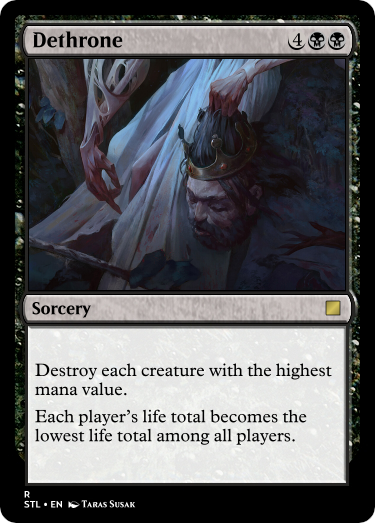 Dethrone 4
Sorcery
Destroy each creature with the highest
mana value.
Each player's life total becomes the
lowest life total among all players.
R
STL • EN Taras Susak